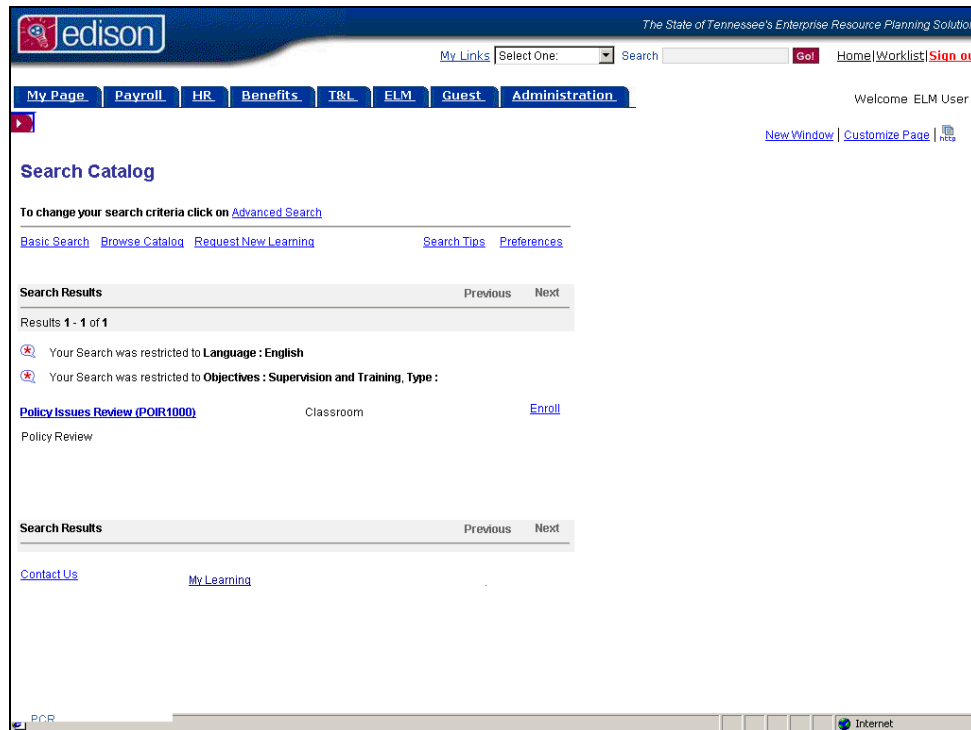 edison
The State of Tennessee's Enterprise Resource Planning Solution
My Links Select One: Search Go! Home|Worklist|Sign ou
My Page Payroll HR Benefits T&L ELM Guest Administration
Welcome ELM User
New Window | Customize Page | http
Search Catalog
To change your search criteria click on Advanced Search
Basic Search Browse Catalog Request New Learning Search Tips Preferences
Search Results Previous Next
Results 1 - 1 of 1
Your Search was restricted to Language : English
Your Search was restricted to Objectives : Supervision and Training, Type :
Policy Issues Review (POIR1000) Classroom Enroll
Policy Review
Search Results Previous Next
Contact Us My Learning
PCR
Internet